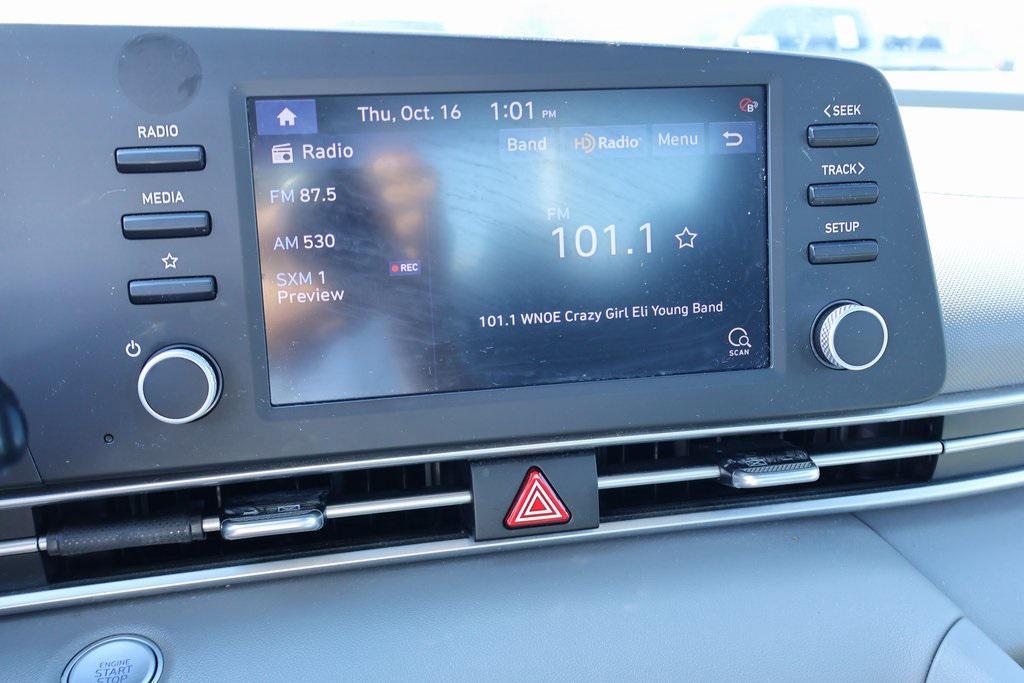 Thu, Oct. 16 1:01 PM
B
RADIO
MEDIA
Radio
Band HD Radio Menu
FM 87.5
AM 530
SXM 1
Preview
REC
FM
101.1
101.1 WNOE Crazy Girl Eli Young Band
SCAN
<SEEK
TRACK>
SETUP
ENGINE
START
STOP